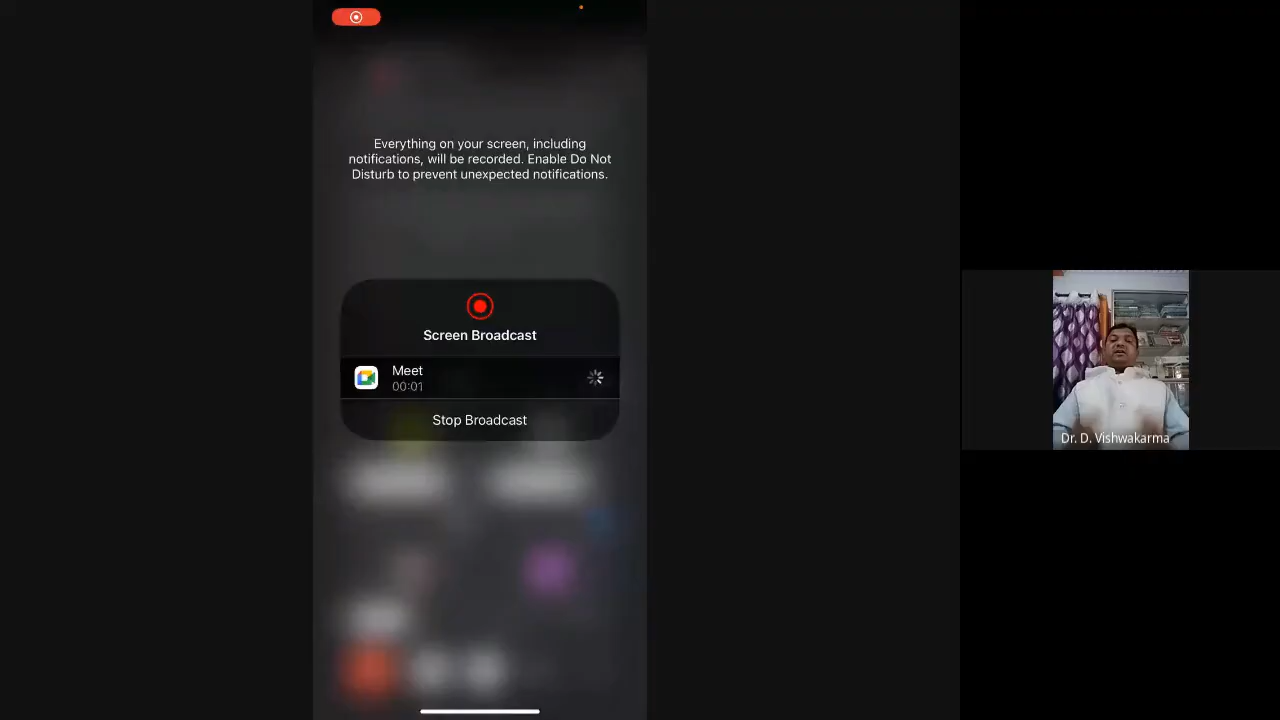 Everything on your screen, including
notifications, will be recorded. Enable Do Not
Disturb to prevent unexpected notifications.
Screen Broadcast
Meet
00:01
Stop Broadcast
Dr. D. Vishwakarma